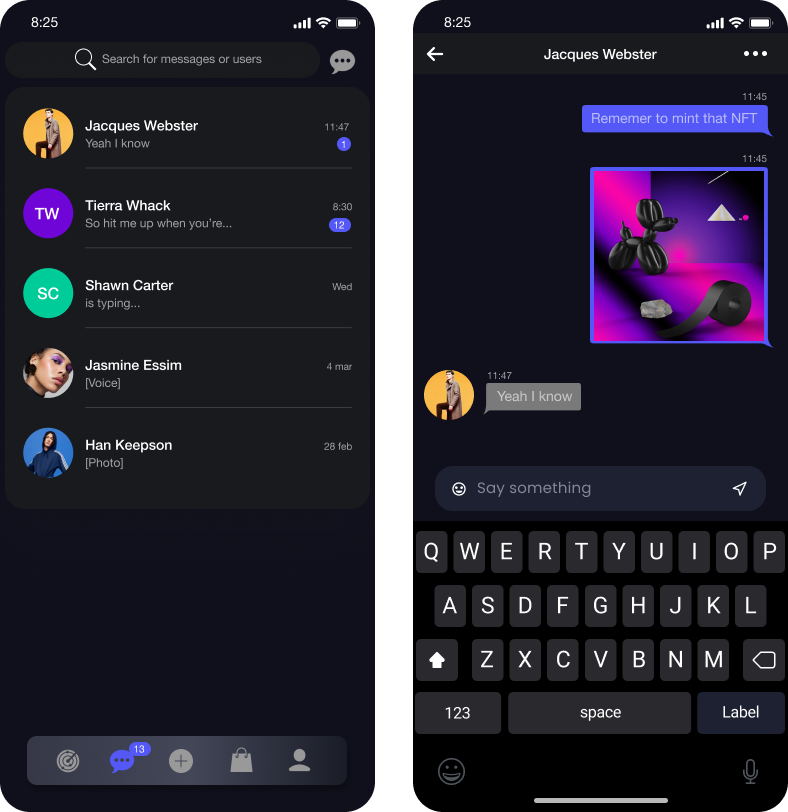 8:25
Search for messages or users
Jacques Webster
11:47
Yeah I know
1
TW
Tierra Whack
8:30
So hit me up when you're...
12
SC
Shawn Carter
Wed
is typing...
Jasmine Essim
4 mar
[Voice]
Han Keepson
28 feb
[Photo]
13
8:25
Jacques Webster
11:45
Rememer to mint that NFT
11:45
11:47
Yeah I know
Say something
Q W E R T Y U I O P
A S D F G H J K L
Z X C V B N M
123 space Label